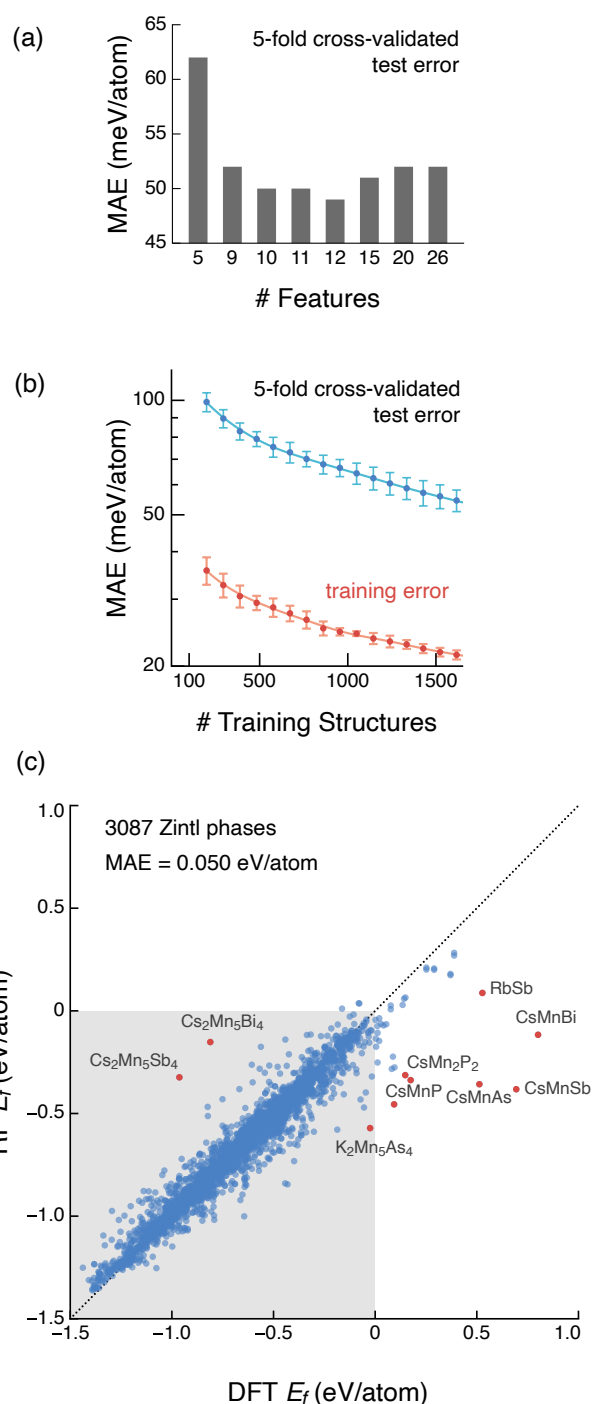 (a)
5-fold cross-validated
test error
MAE (meV/atom)
65
60
55
50
45
5 9 10 11 12 15 20 26
# Features
(b)
5-fold cross-validated
test error
MAE (meV/atom)
100
50
20
training error
100 500 1000 1500
# Training Structures
(c)
3087 Zintl phases
MAE = 0.050 eV/atom
E_f (eV/atom)
1.0
0.5
0
−0.5
−1.0
−1.5
RbSb
CsMnBi
Cs₂Mn₅Bi₄
Cs₂Mn₅Sb₄
CsMn₂P₂
CsMnP
CsMnAs
CsMnSb
K₂Mn₅As₄
−1.5 −1.0 −0.5 0 0.5 1.0
DFT E_f (eV/atom)